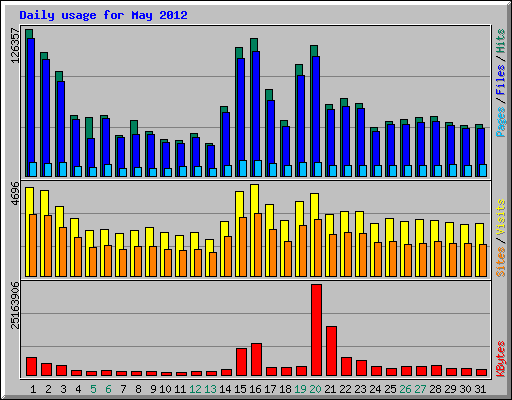 Daily usage for May 2012
126357
Pages / Files / Hits
4696
Sites / Visits
25163906
KBytes
1 2 3 4 5 6 7 8 9 10 11 12 13 14 15 16 17 18 19 20 21 22 23 24 25 26 27 28 29 30 31